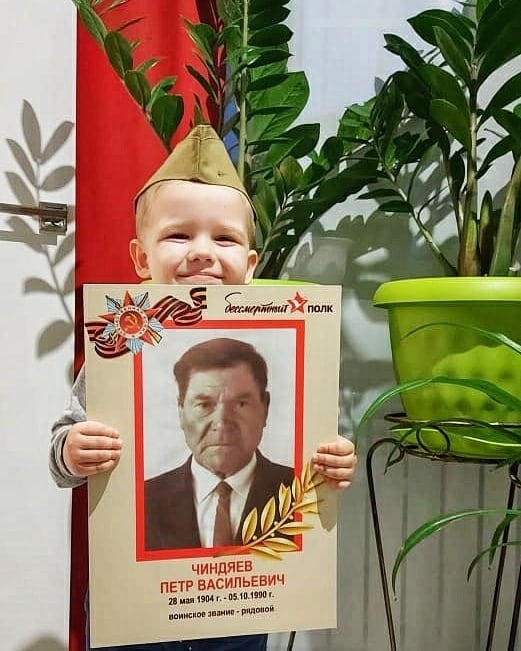 бессмертный полк
ЧИНДЯЕВ
ПЕТР ВАСИЛЬЕВИЧ
28 мая 1904 г. - 05.10.1990 г.
воинское звание - рядовой